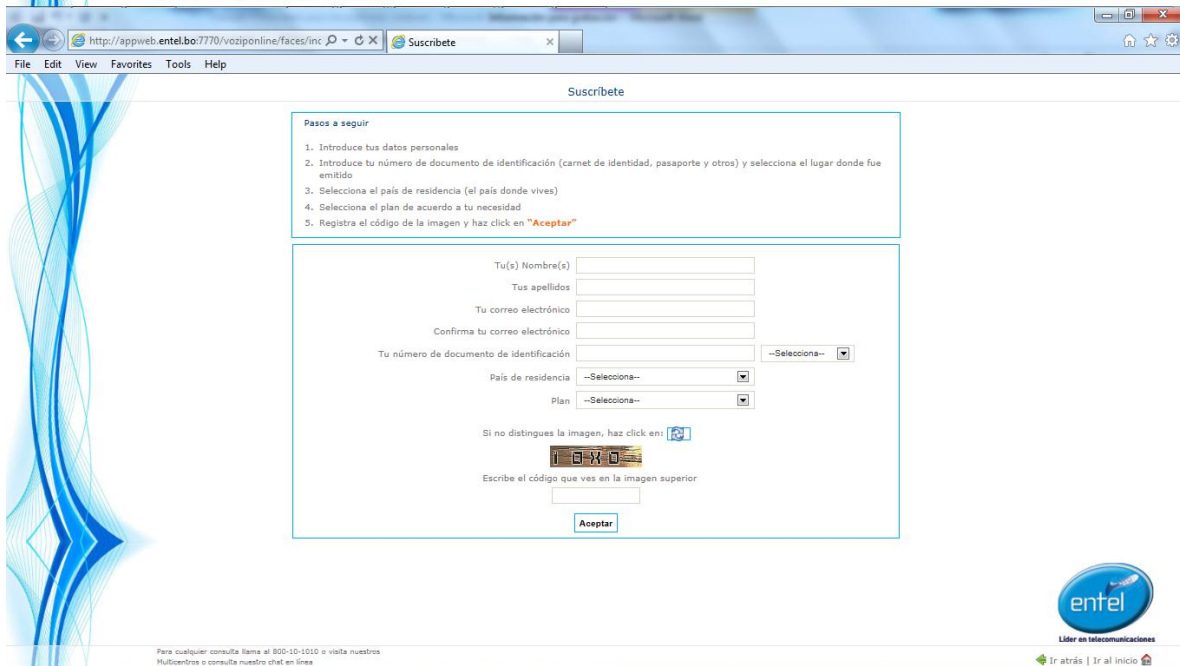 http://appweb.entel.bo:7770/voziponline/faces/inc
Suscribete
File Edit View Favorites Tools Help
Suscríbete
Pasos a seguir
1. Introduce tus datos personales
2. Introduce tu número de documento de identificación (carnet de identidad, pasaporte y otros) y selecciona el lugar donde fue
emitido
3. Selecciona el país de residencia (el país donde vives)
4. Selecciona el plan de acuerdo a tu necesidad
5. Registra el código de la imagen y haz click en "Aceptar"
Tu(s) Nombre(s)
Tus apellidos
Tu correo electrónico
Confirma tu correo electrónico
Tu número de documento de identificación --Selecciona--
País de residencia --Selecciona--
Plan --Selecciona--
Si no distingues la imagen, haz click en:
Escribe el código que ves en la imagen superior
Aceptar
entel
Líder en telecomunicaciones
Para cualquier consulta llama al 800-10-1010 o visita nuestros
Multicentros o consulta nuestro chat en línea
Ir atrás | Ir al inicio